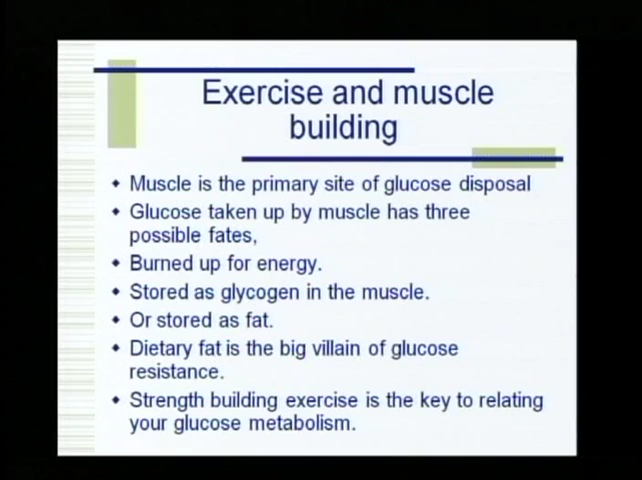 Exercise and muscle
building
Muscle is the primary site of glucose disposal
Glucose taken up by muscle has three
possible fates,
Burned up for energy.
Stored as glycogen in the muscle.
Or stored as fat.
Dietary fat is the big villain of glucose
resistance.
Strength building exercise is the key to relating
your glucose metabolism.